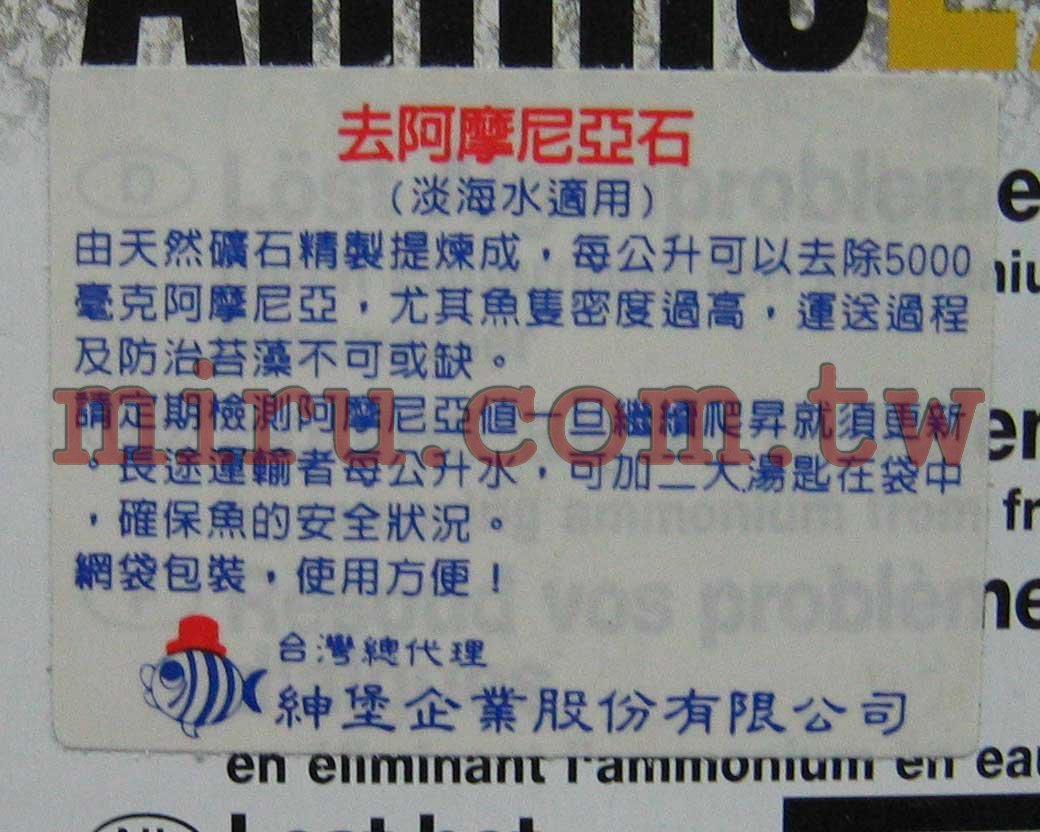 去阿摩尼亞石
(淡海水適用)
由天然礦石精製提煉成，每公升可以去除5000
毫克阿摩尼亞，尤其魚隻密度過高，運送過程
及防治苔藻不可或缺。
miru.com.tw
請定期檢測阿摩尼亞值一旦繼續爬昇就須更新
。長途運輸者每公升水，可加二大湯匙在袋中
，確保魚的安全狀況。
網袋包裝，使用方便！
台灣總代理
紳堡企業股份有限公司
en éliminant l'ammonium en eau